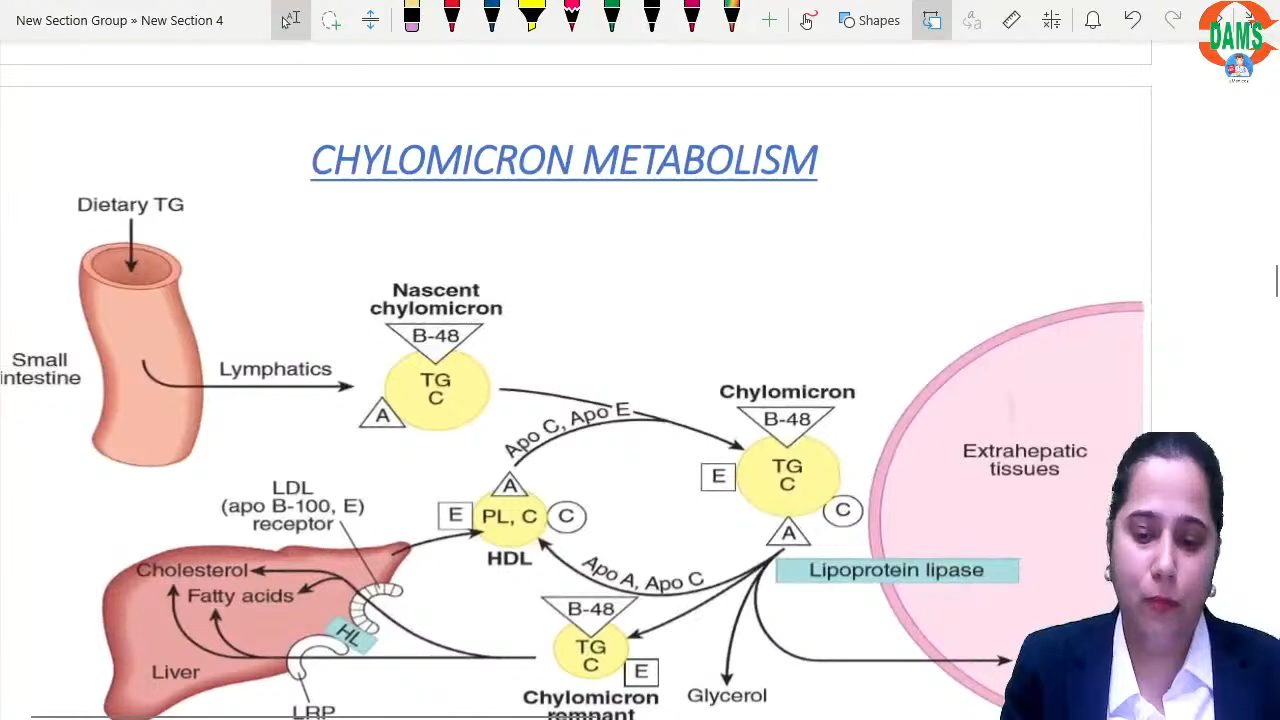 New Section Group » New Section 4
Shapes
DAMS
CHYLOMICRON METABOLISM
Dietary TG
Small
intestine
Lymphatics
Nascent
chylomicron
B-48
TG
C
A
Apo C, Apo E
Chylomicron
B-48
TG
C
E
C
A
Extrahepatic
tissues
LDL
(apo B-100, E)
receptor
A
E
PL, C
C
HDL
Apo A, Apo C
Lipoprotein lipase
Cholesterol
Fatty acids
HL
Liver
LRP
B-48
TG
C
E
Chylomicron
remnant
Glycerol